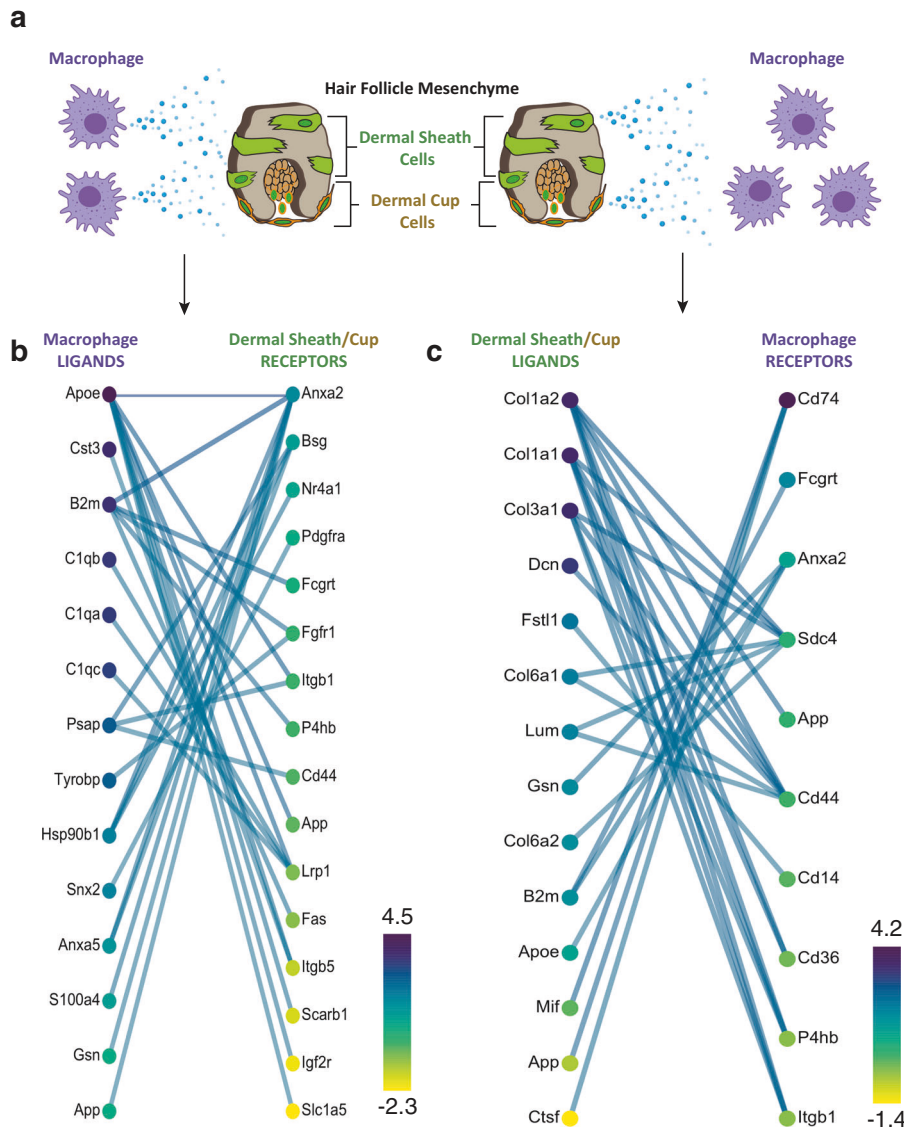 a
Macrophage
Macrophage
Hair Follicle Mesenchyme
Dermal Sheath
Cells
Dermal Cup
Cells
b
Macrophage
LIGANDS
Dermal Sheath/Cup
RECEPTORS
Apoe
Cst3
B2m
C1qb
C1qa
C1qc
Psap
Tyrobp
Hsp90b1
Snx2
Anxa5
S100a4
Gsn
App
Anxa2
Bsg
Nr4a1
Pdgfra
Fcgrt
Fgfr1
Itgb1
P4hb
Cd44
App
Lrp1
Fas
Itgb5
Scarb1
Igf2r
Slc1a5
4.5
-2.3
c
Dermal Sheath/Cup
LIGANDS
Macrophage
RECEPTORS
Col1a2
Col1a1
Col3a1
Dcn
Fstl1
Col6a1
Lum
Gsn
Col6a2
B2m
Apoe
Mif
App
Ctsf
Cd74
Fcgrt
Anxa2
Sdc4
App
Cd44
Cd14
Cd36
P4hb
Itgb1
4.2
-1.4